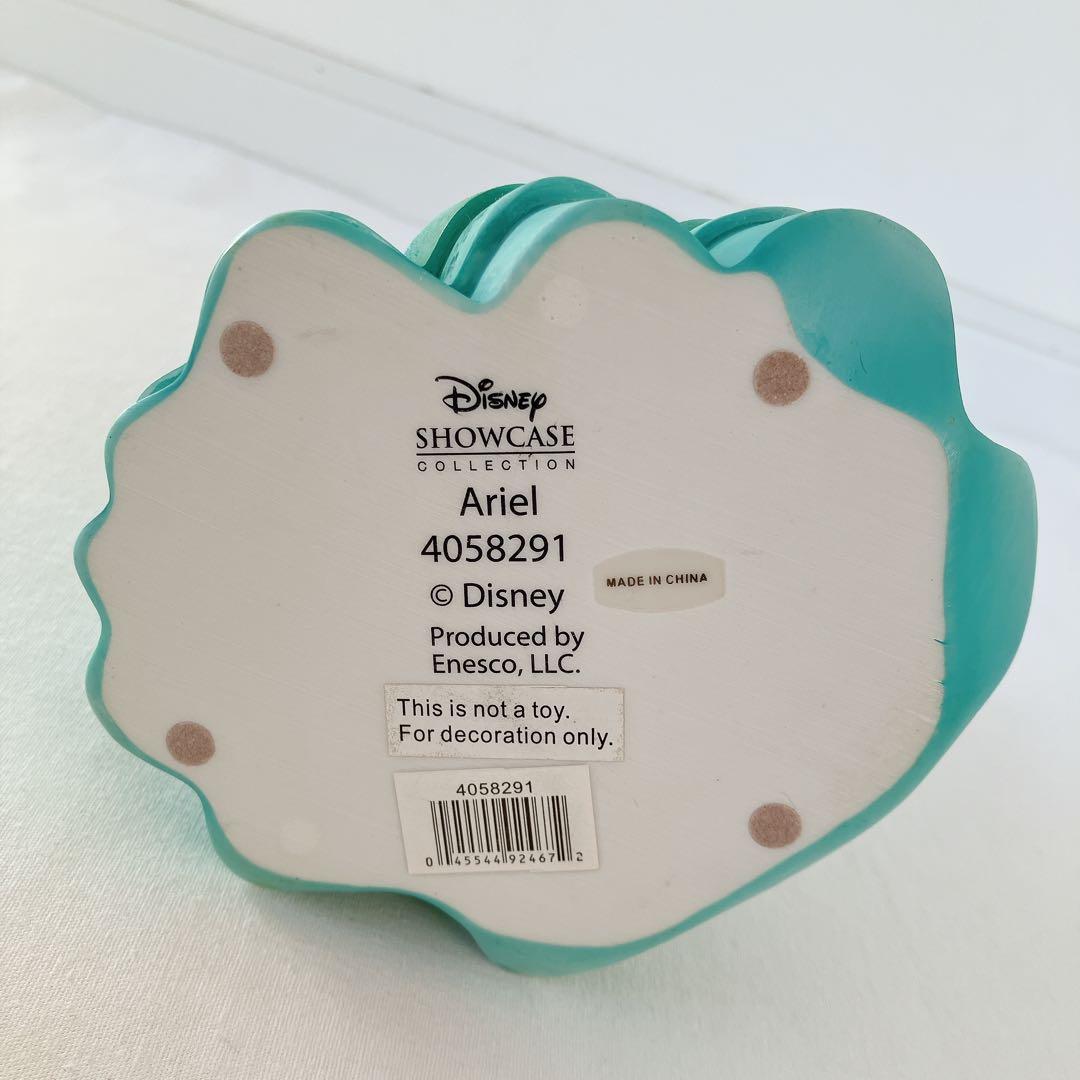 Disney
SHOWCASE
COLLECTION
Ariel
4058291
© Disney
MADE IN CHINA
Produced by
Enesco, LLC.
This is not a toy.
For decoration only.
4058291
0 45544 92467 2